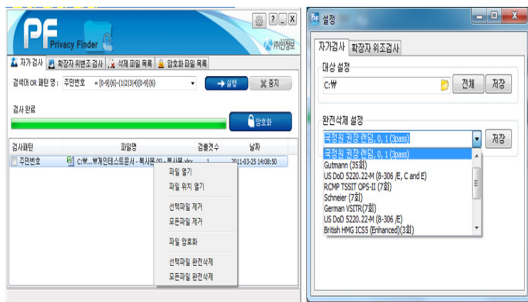 PF Privacy Finder
자가 검사
확장자 위변조 검사
삭제 파일 목록
암호화 파일 목록
검색어 OR 패턴 명 :
주민번호
실행
중지
검사 완료
암호화
검사패턴 파일명 검출갯수 날짜
주민번호 1 2011-03-25 14:08:50
파일 열기
파일 위치 열기
선택파일 제거
모든파일 제거
파일 암호화
선택파일 완전삭제
모든파일 완전삭제
설정
자가검사 확장자 위조검사
대상 설정
C:₩ 전체 저장
완전삭제 설정
국정원 권장 랜덤, 0, 1 (3pass) 저장
국정원 권장 랜덤, 0, 1 (3pass)
Gutmann (35회)
US DoD 5220.22-M (8-306 /E, C and E)
RCMP TSSIT OPS-II (7회)
Schneier (7회)
German VSITR(7회)
US DoD 5220.22-M (8-306 /E)
British HMG ICS5 (Enhanced)(3회)